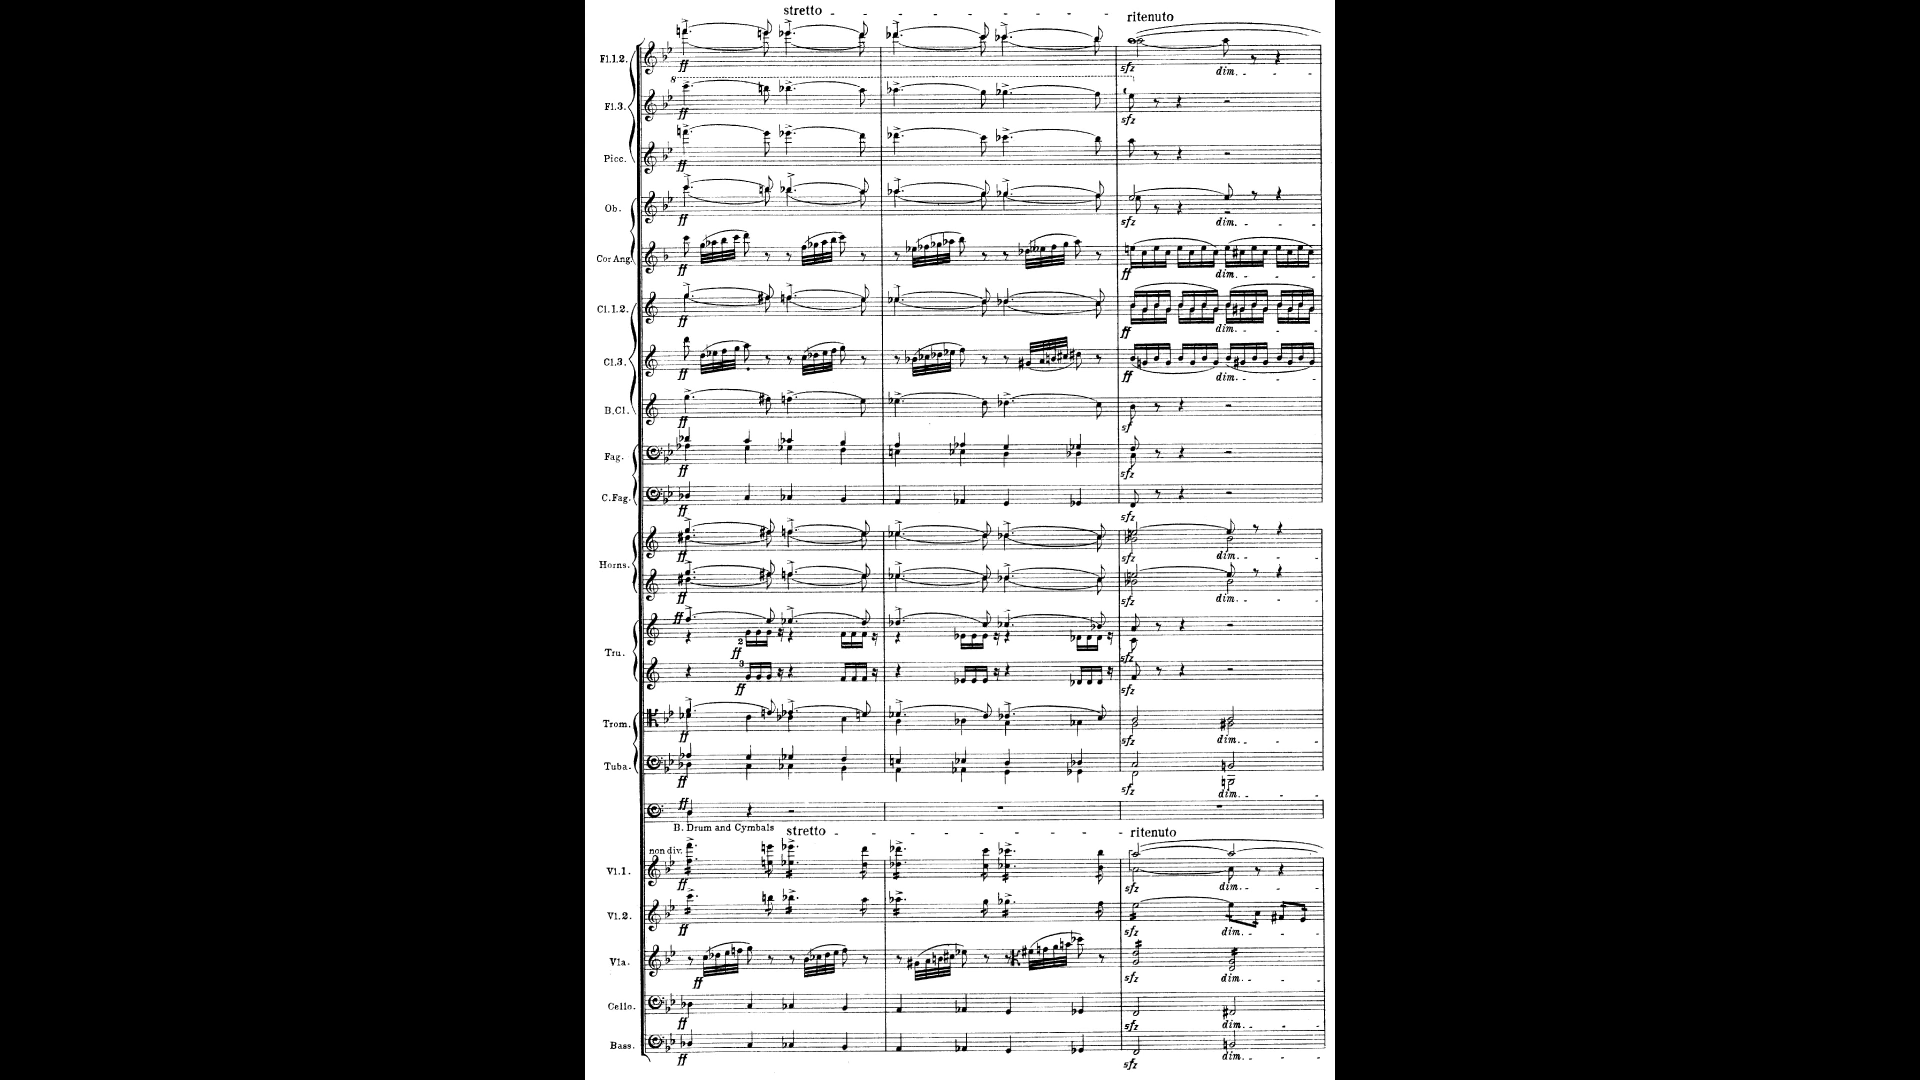 stretto
ritenuto
Fl.1.2.
ff
sfz
dim.
8
Fl.3.
ff
sfz
Picc.
ff
Ob.
ff
sfz
dim.
Cor Ang.
ff
ff
dim.
Cl.1.2.
ff
ff
dim.
Cl.3.
ff
ff
dim.
B.Cl.
ff
sf
Fag.
ff
sfz
C.Fag.
ff
sfz
Horns.
ff
sfz
dim.
ff
sfz
dim.
ff
2
ff
sfz
Tru.
3
ff
sfz
Trom.
ff
sfz
dim.
Tuba.
ff
sfz
dim.
ff
B. Drum and Cymbals
stretto
ritenuto
non div.
Vl.1.
ff
sfz
dim.
Vl.2.
ff
sfz
dim.
Vla.
ff
sfz
dim.
Cello.
ff
sfz
dim.
Bass.
ff
sfz
dim.